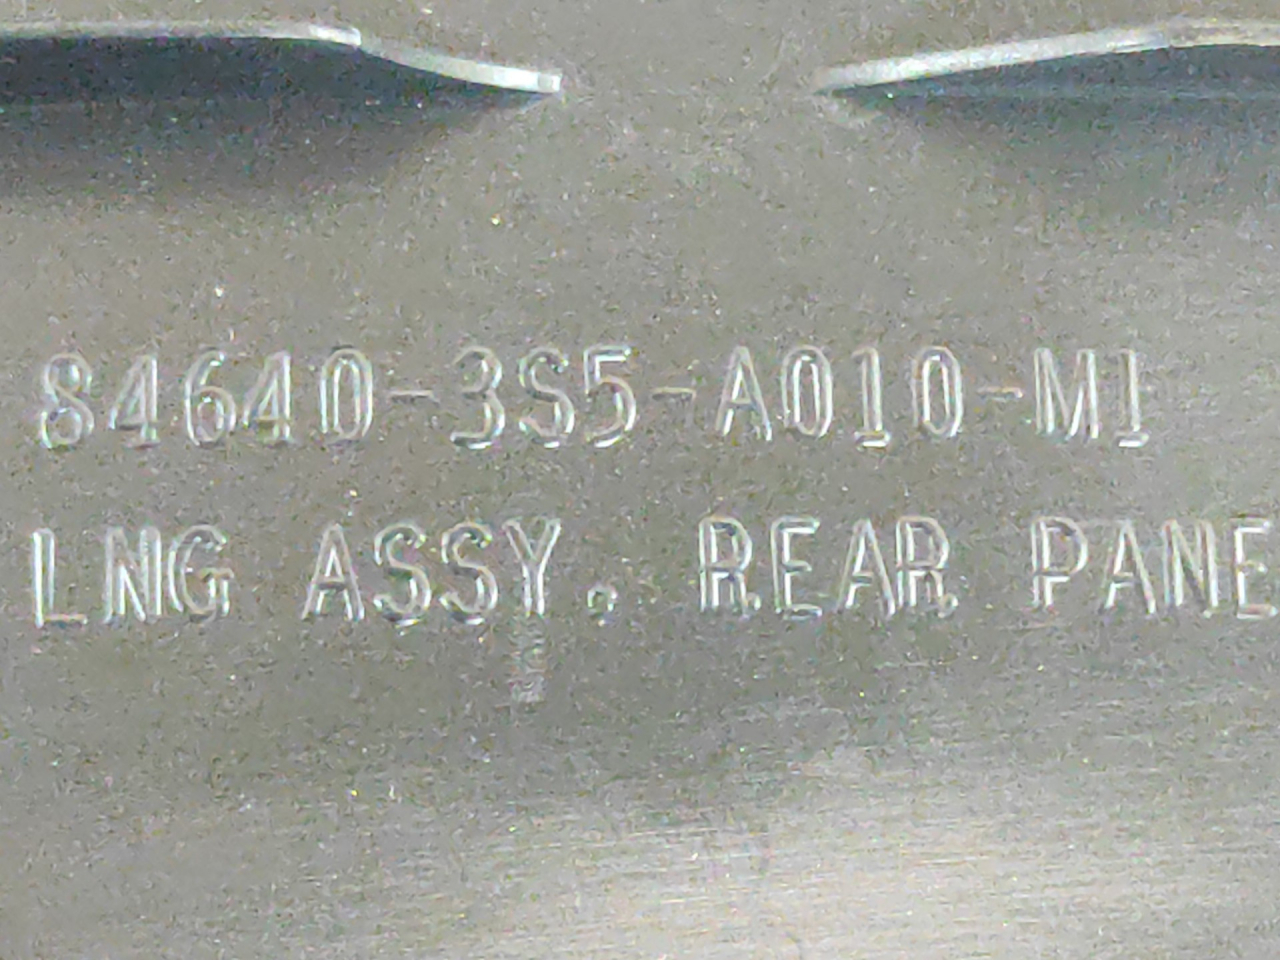 84640-3S5-A010-M1
LNG ASSY. REAR PANE